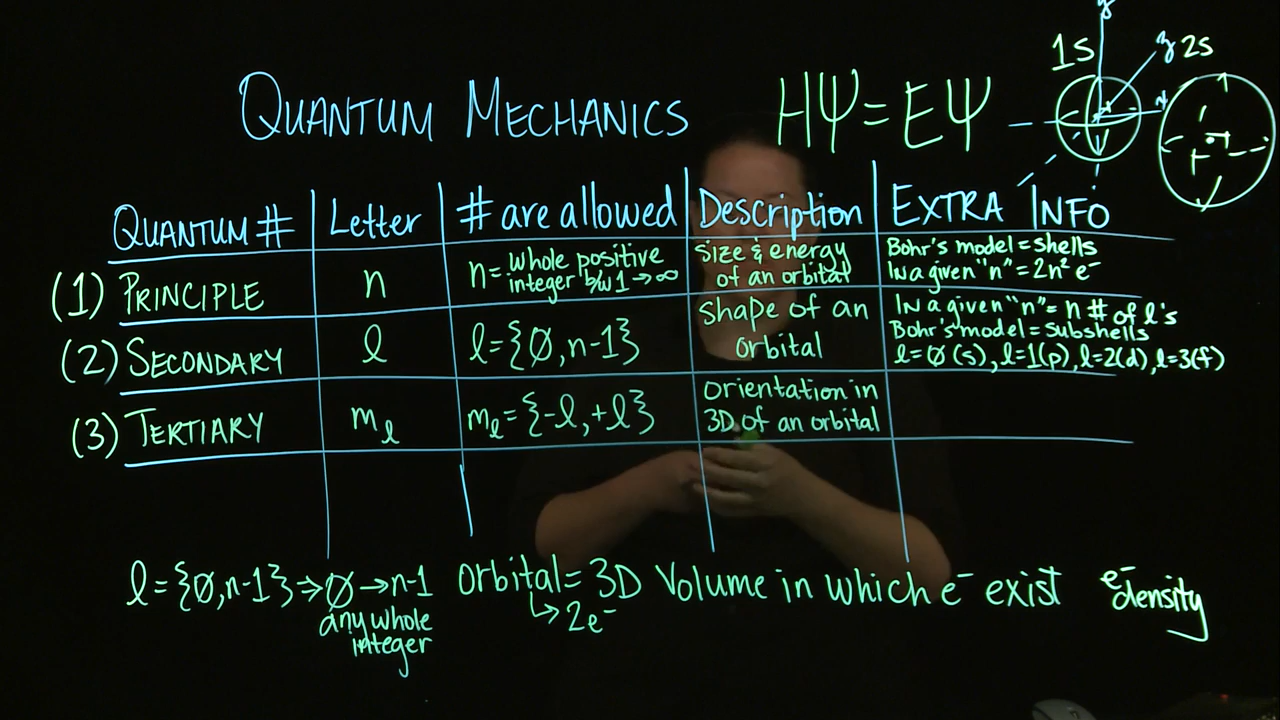 QUANTUM MECHANICS
HΨ=EΨ
1s
2s
y
z
x
QUANTUM # Letter # are allowed Description EXTRA INFO
(1) PRINCIPLE n n= whole positive integer b/w 1→∞ size & energy of an orbital Bohr's model = shells
In a given "n" = 2n² e⁻
(2) SECONDARY l l={Ø,n-1} shape of an orbital In a given "n" = n # of l's
Bohr's model = subshells
l=Ø(s), l=1(p), l=2(d), l=3(f)
(3) TERTIARY mₗ mₗ={-l,+l} orientation in 3D of an orbital
l={Ø,n-1}⇒Ø→n-1 orbital = 3D Volume in which e⁻ exist e⁻ density
any whole integer
↳2e⁻